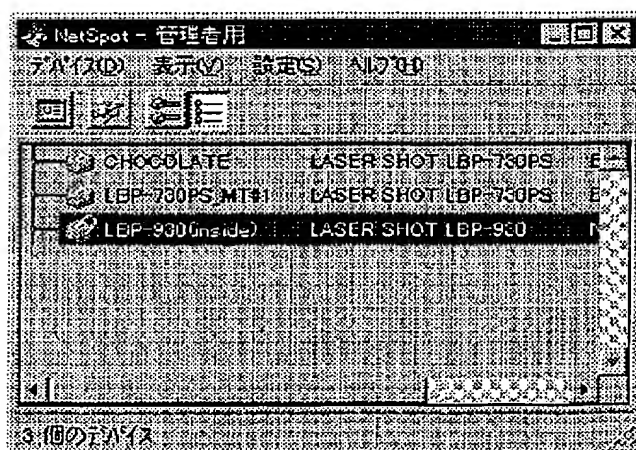 NetSpot - 管理者用
デバイス(D) 表示(V) 設定(S) ヘルプ(H)
CHOCOLATE LASER SHOT LBP-730PS E
LBP-730PS_MT#1 LASER SHOT LBP-730PS E
LBP-930(inside) LASER SHOT LBP-930 N
3 個のデバイス